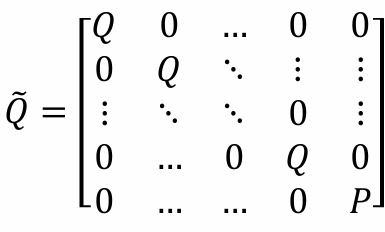 Q 0 … 0 0
0 Q ⋱ ⋮ ⋮
Q̃ = ⋮ ⋱ ⋱ 0 ⋮
0 … 0 Q 0
0 … … 0 P